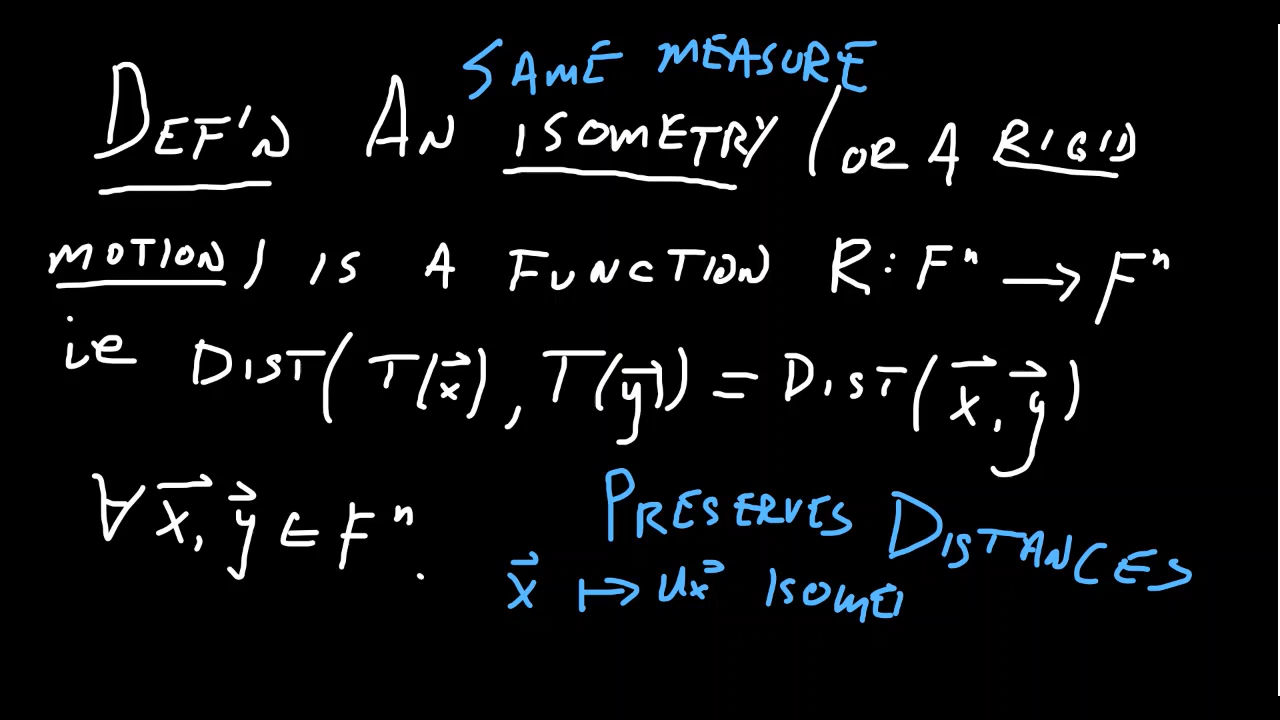 SAME MEASURE
DEF'N AN ISOMETRY (OR A RIGID
MOTION) IS A FUNCTION R: Fⁿ → Fⁿ
ie DIST(T(x⃗), T(y⃗)) = DIST(x⃗, y⃗)
∀ x⃗, y⃗ ∈ Fⁿ.
PRESERVES DISTANCES
x⃗ ↦ Ux⃗ ISOME